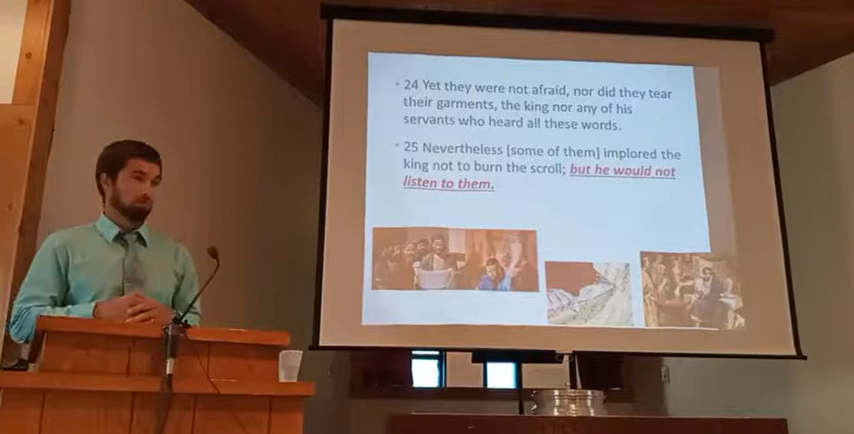 • 24 Yet they were not afraid, nor did they tear
their garments, the king nor any of his
servants who heard all these words.
• 25 Nevertheless [some of them] implored the
king not to burn the scroll; but he would not
listen to them.